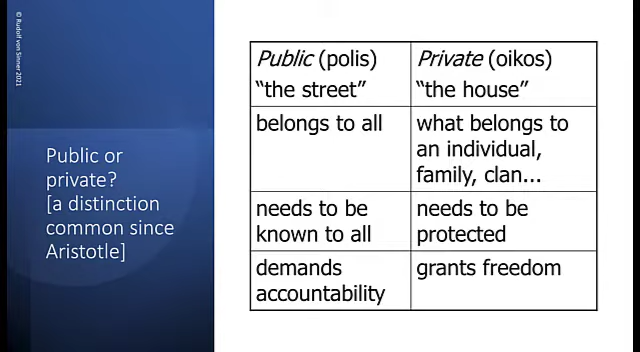 © Rudolf von Sinner 2021
Public or
private?
[a distinction
common since
Aristotle]
Public (polis)
“the street”
Private (oikos)
“the house”
belongs to all
what belongs to
an individual,
family, clan...
needs to be
known to all
needs to be
protected
demands
accountability
grants freedom